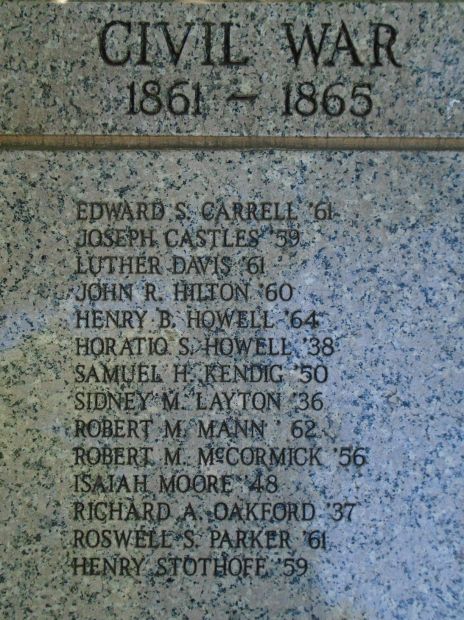 CIVIL WAR
1861 ~ 1865
EDWARD S. CARRELL '61
JOSEPH CASTLES '59
LUTHER DAVIS '61
JOHN R. HILTON '60
HENRY B. HOWELL '64
HORATIO S. HOWELL '38
SAMUEL H. KENDIG '50
SIDNEY M. LAYTON '36
ROBERT M. MANN '62
ROBERT M. McCORMICK '56
ISAIAH MOORE '48
RICHARD A. OAKFORD '37
ROSWELL S. PARKER '61
HENRY STOTHOFF '59